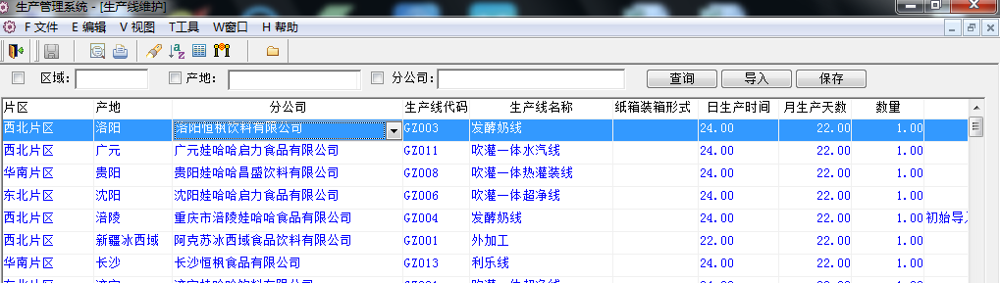 生产管理系统 - [生产线维护]
F 文件 E 编辑 V 视图 T工具 W窗口 H 帮助
区域: 产地: 分公司: 查询 导入 保存
片区 产地 分公司 生产线代码 生产线名称 纸箱装箱形式 日生产时间 月生产天数 数量
西北片区 洛阳 洛阳恒枫饮料有限公司 GZ003 发酵奶线 24.00 22.00 1.00
西北片区 广元 广元娃哈哈启力食品有限公司 GZ011 吹灌一体水汽线 24.00 22.00 1.00
华南片区 贵阳 贵阳娃哈哈昌盛饮料有限公司 GZ008 吹灌一体热灌装线 24.00 22.00 1.00
东北片区 沈阳 沈阳娃哈哈启力食品有限公司 GZ006 吹灌一体超净线 24.00 22.00 1.00
西北片区 涪陵 重庆市涪陵娃哈哈食品有限公司 GZ004 发酵奶线 24.00 22.00 1.00 初始导
西北片区 新疆冰西域 阿克苏冰西域食品饮料有限公司 GZ001 外加工 22.00 22.00 1.00
华南片区 长沙 长沙恒枫食品有限公司 GZ013 利乐线 24.00 22.00 1.00